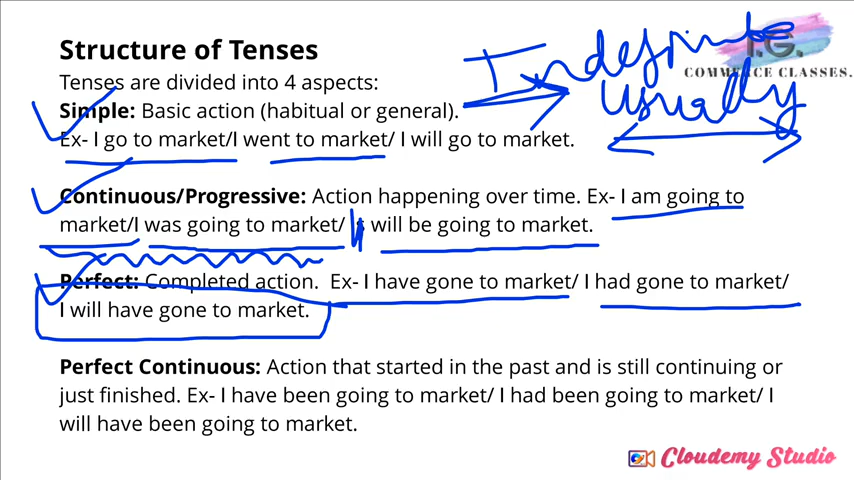 Structure of Tenses
Tenses are divided into 4 aspects:
Simple: Basic action (habitual or general).
Ex- I go to market/I went to market/ I will go to market.
Indefinite
usually
I.G.
COMMERCE CLASSES.
Continuous/Progressive: Action happening over time. Ex- I am going to
market/I was going to market/ I will be going to market.
Perfect: Completed action. Ex- I have gone to market/ I had gone to market/
I will have gone to market.
Perfect Continuous: Action that started in the past and is still continuing or
just finished. Ex- I have been going to market/ I had been going to market/ I
will have been going to market.
Cloudemy Studio